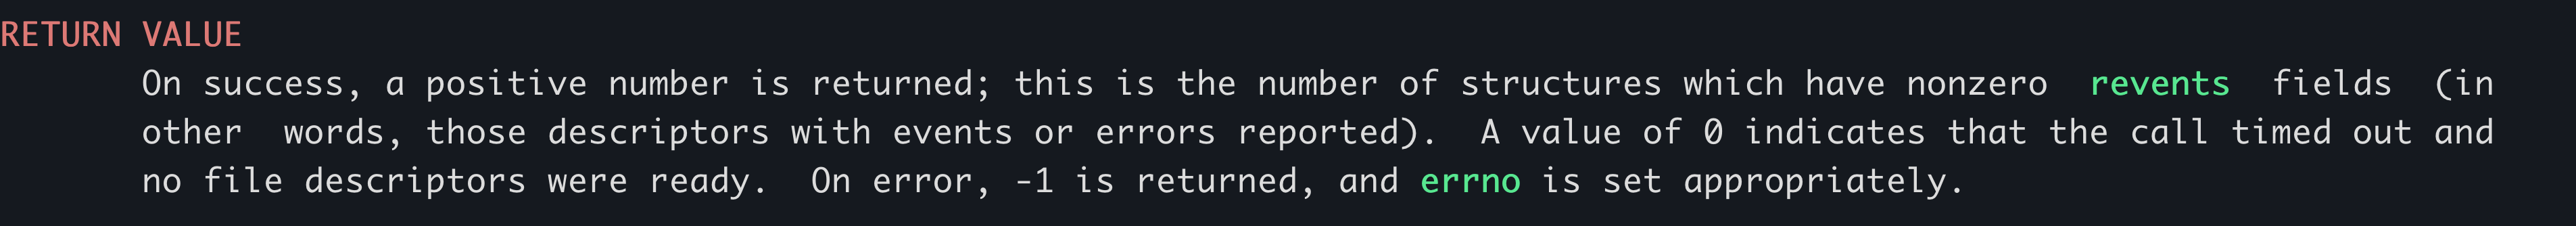 RETURN VALUE
On success, a positive number is returned; this is the number of structures which have nonzero  revents  fields  (in
other  words, those descriptors with events or errors reported).  A value of 0 indicates that the call timed out and
no file descriptors were ready.  On error, -1 is returned, and errno is set appropriately.